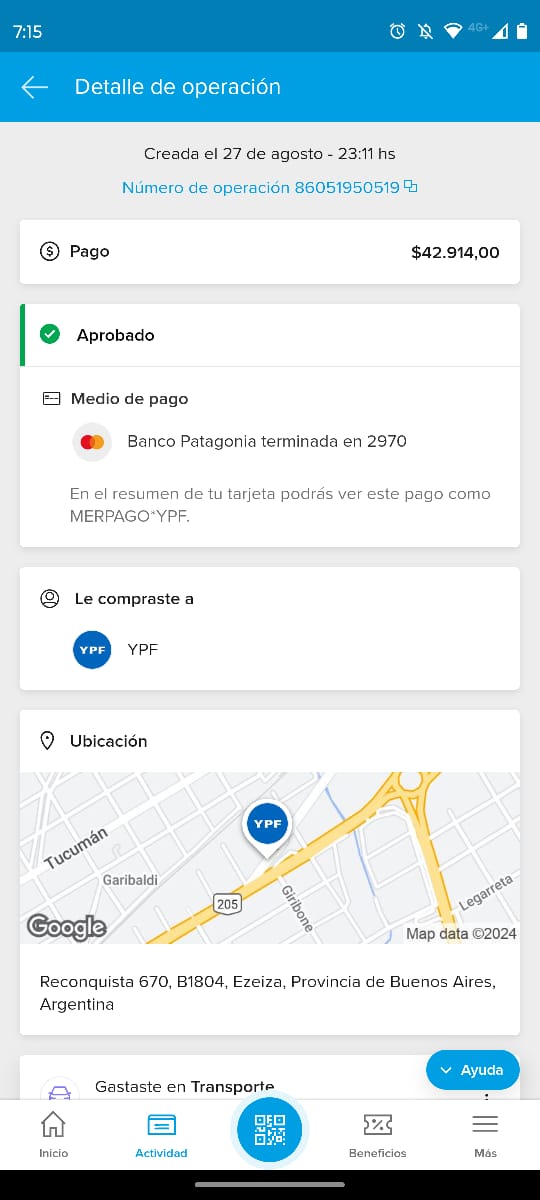 7:15
4G+
Detalle de operación
Creada el 27 de agosto - 23:11 hs
Número de operación 86051950519
Pago
$42.914,00
Aprobado
Medio de pago
Banco Patagonia terminada en 2970
En el resumen de tu tarjeta podrás ver este pago como
MERPAGO*YPF.
Le compraste a
YPF
YPF
Ubicación
YPF
Tucumán
Garibaldi
205
Giribone
Legarreta
Google
Map data ©2024
Reconquista 670, B1804, Ezeiza, Provincia de Buenos Aires,
Argentina
Ayuda
Gastaste en Transporte
Inicio
Actividad
Beneficios
Más